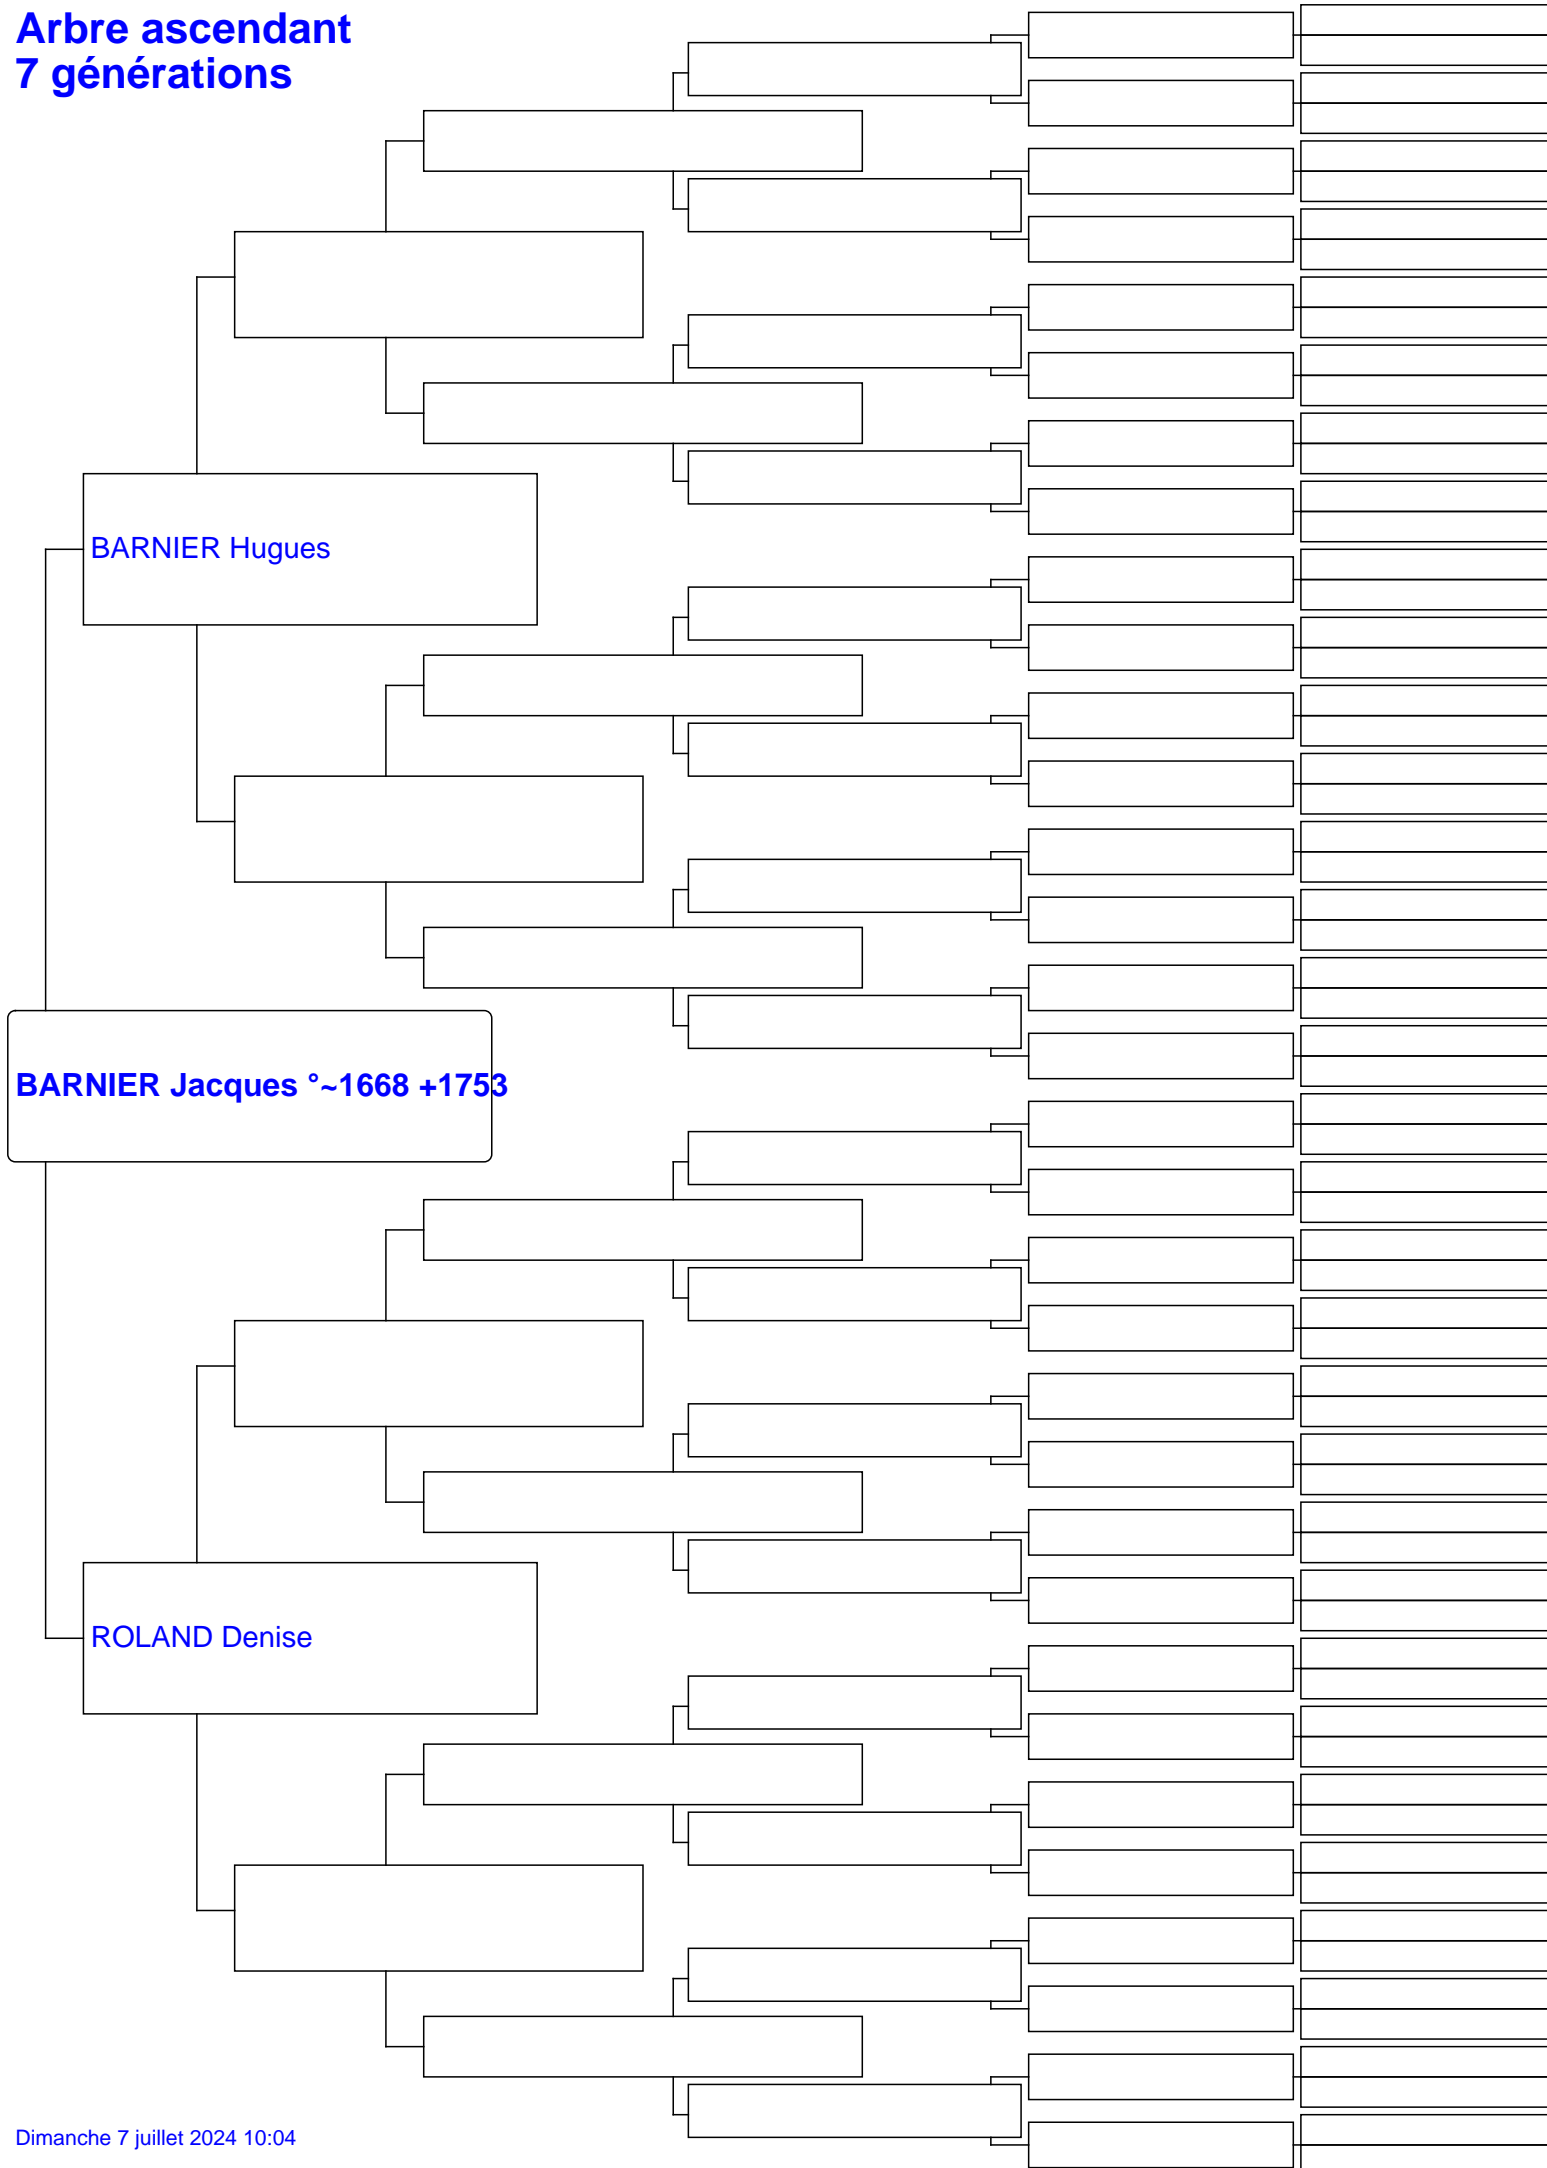 Arbre ascendant
7 générations
BARNIER Hugues
BARNIER Jacques °~1668 +1753
ROLAND Denise
Dimanche 7 juillet 2024 10:04